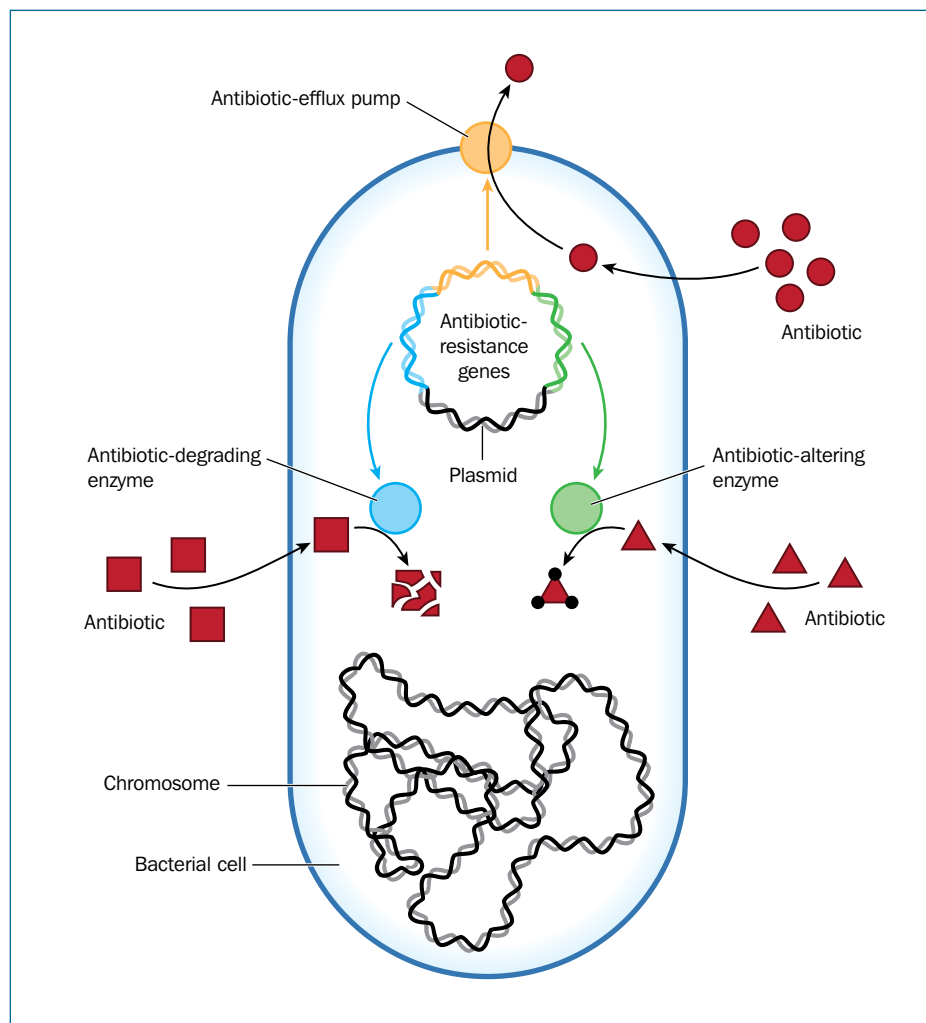 Antibiotic-efflux pump
Antibiotic
Antibiotic-
resistance
genes
Plasmid
Antibiotic-degrading
enzyme
Antibiotic-altering
enzyme
Antibiotic
Antibiotic
Chromosome
Bacterial cell